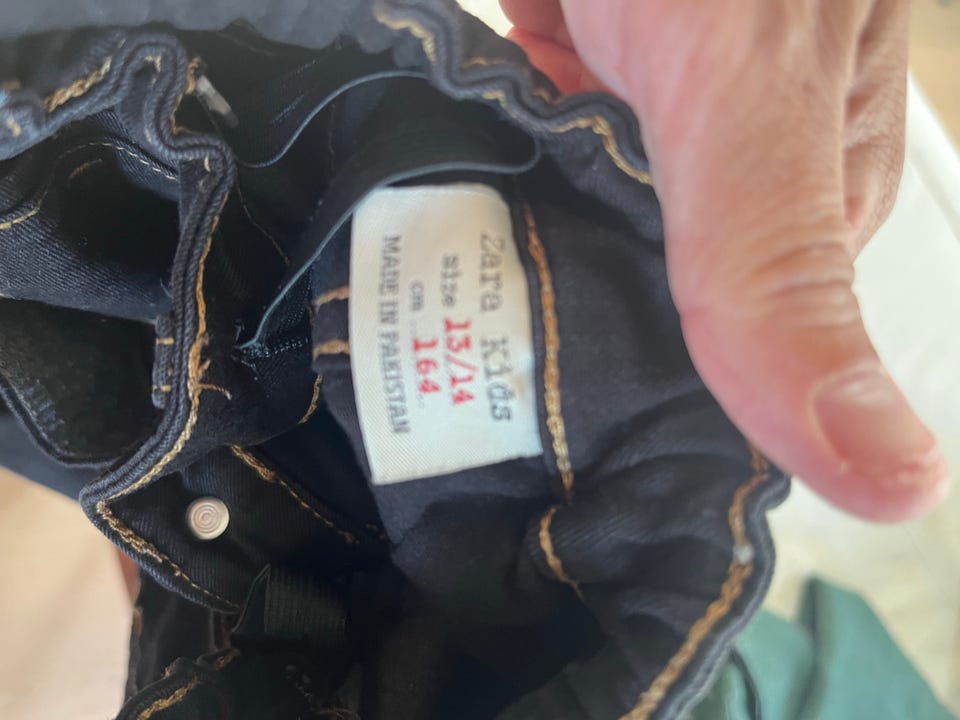 Zara Kids
size 13/14
cm ..164..
MADE IN PAKISTAN